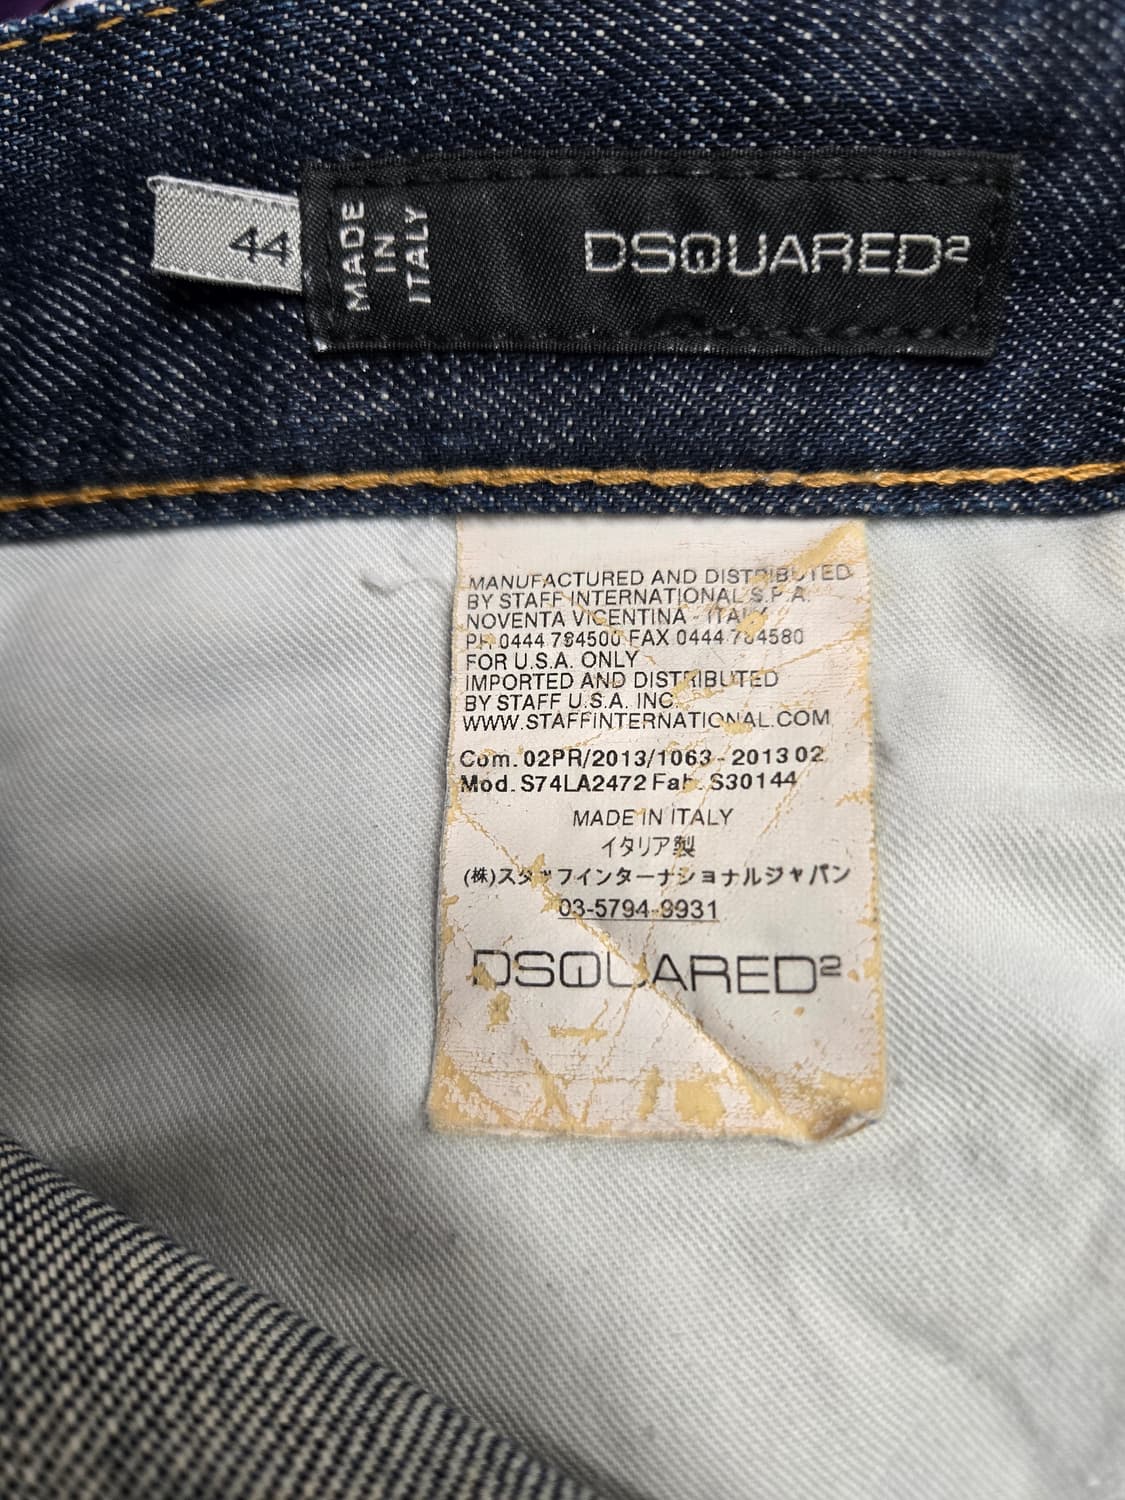 44
MADE
IN
ITALY
DSQUARED2
MANUFACTURED AND DISTRIBUTED
BY STAFF INTERNATIONAL S.P.A.
NOVENTA VICENTINA - ITALY
PH. 0444 784500 FAX 0444 784580
FOR U.S.A. ONLY
IMPORTED AND DISTRIBUTED
BY STAFF U.S.A. INC.
WWW.STAFFINTERNATIONAL.COM
Com. 02PR/2013/1063 - 2013 02
Mod. S74LA2472 Fab. S30144
MADE IN ITALY
イタリア製
(株)スタッフインターナショナルジャパン
03-5794-9931
DSQUARED2